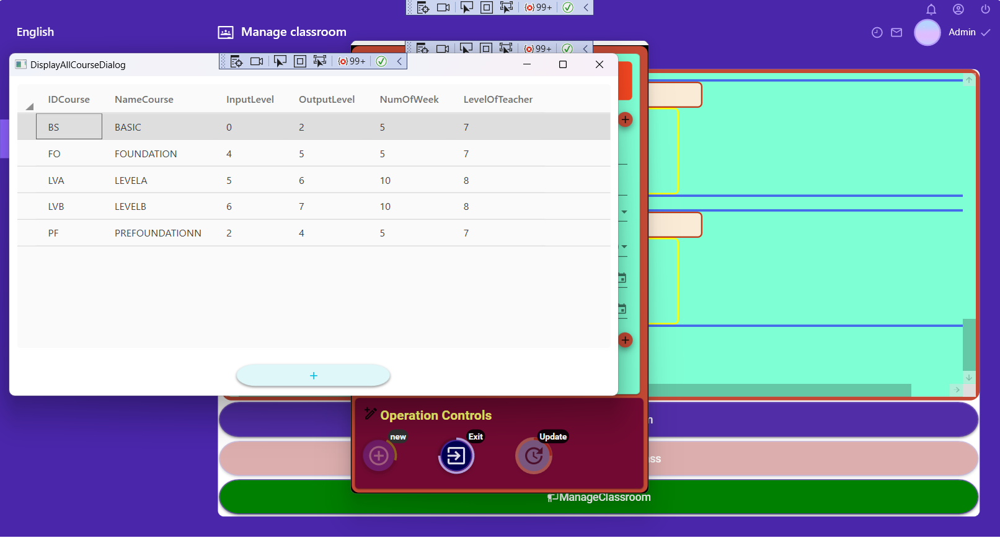 99+
English
Manage classroom
Admin
99+
DisplayAllCourseDialog
99+
IDCourse NameCourse InputLevel OutputLevel NumOfWeek LevelOfTeacher
BS BASIC 0 2 5 7
FO FOUNDATION 4 5 5 7
LVA LEVELA 5 6 10 8
LVB LEVELB 6 7 10 8
PF PREFOUNDATIONN 2 4 5 7
+
Operation Controls
new Exit Update
ManageClassroom